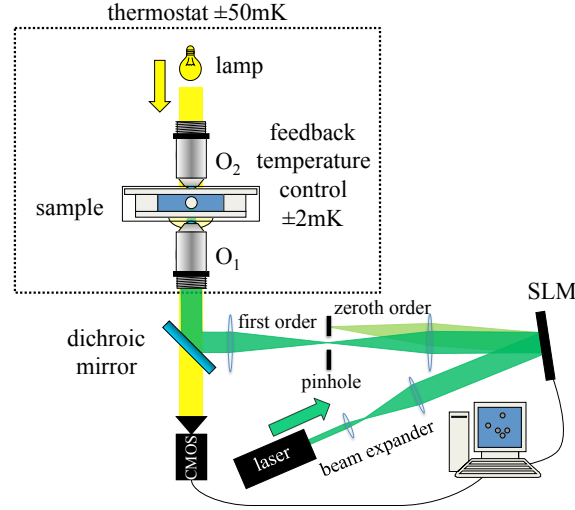 thermostat ±50mK
lamp
feedback
temperature
control
±2mK
O2
sample
O1
SLM
first order
zeroth order
dichroic
mirror
pinhole
laser
beam expander
CMOS